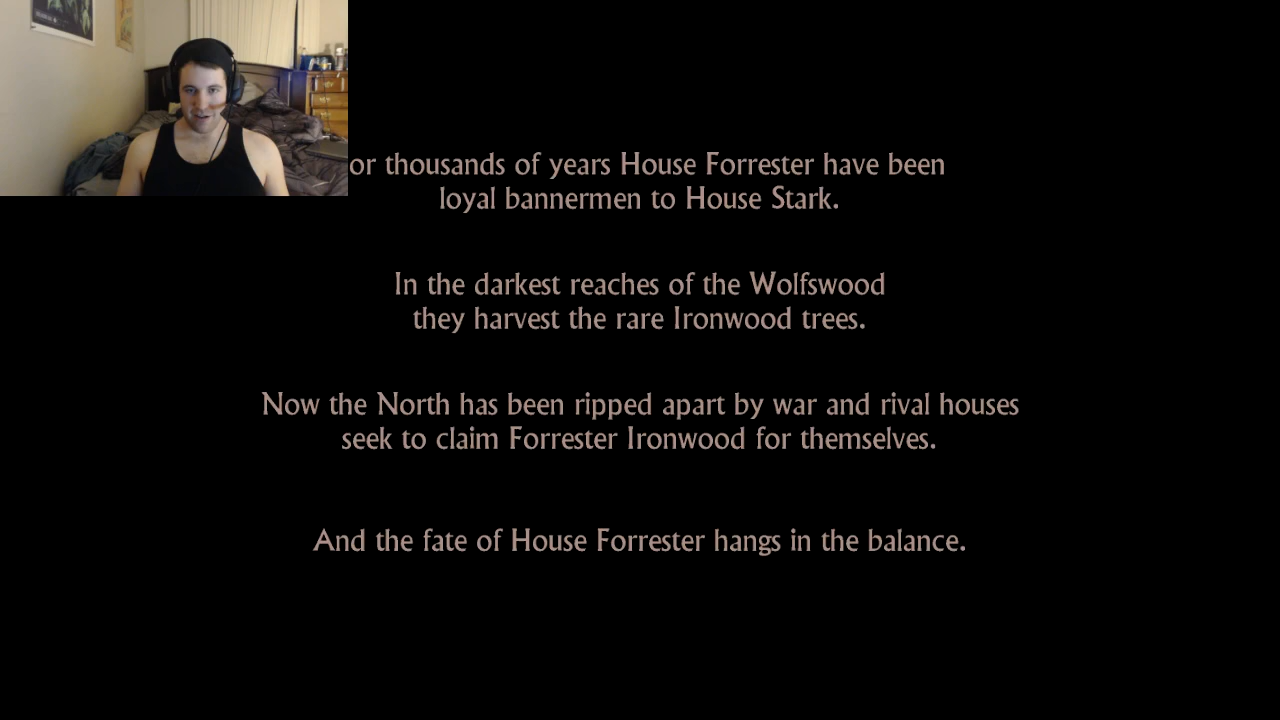 or thousands of years House Forrester have been
loyal bannermen to House Stark.
In the darkest reaches of the Wolfswood
they harvest the rare Ironwood trees.
Now the North has been ripped apart by war and rival houses
seek to claim Forrester Ironwood for themselves.
And the fate of House Forrester hangs in the balance.